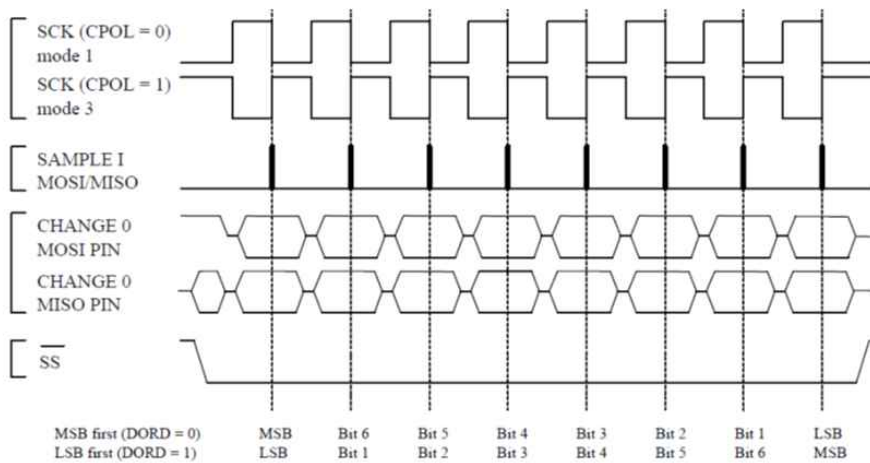 SCK (CPOL = 0)
mode 1
SCK (CPOL = 1)
mode 3
SAMPLE I
MOSI/MISO
CHANGE 0
MOSI PIN
CHANGE 0
MISO PIN
SS
MSB first (DORD = 0) MSB Bit 6 Bit 5 Bit 4 Bit 3 Bit 2 Bit 1 LSB
LSB first (DORD = 1) LSB Bit 1 Bit 2 Bit 3 Bit 4 Bit 5 Bit 6 MSB